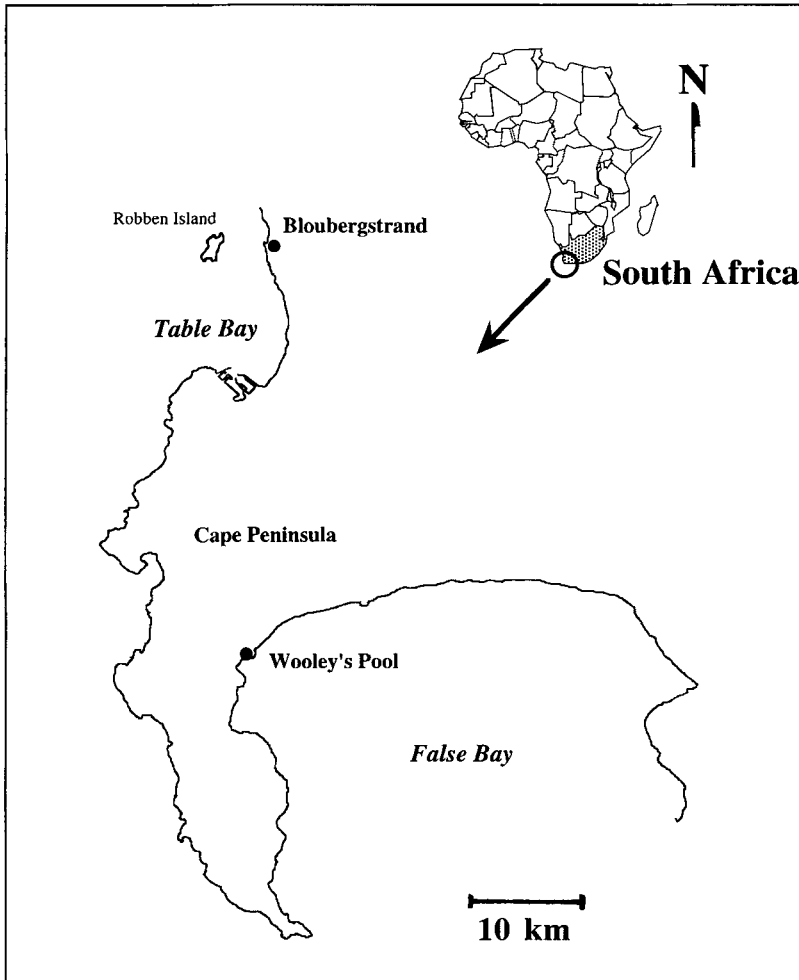 N
Robben Island
Bloubergstrand
South Africa
Table Bay
Cape Peninsula
Wooley's Pool
False Bay
10 km